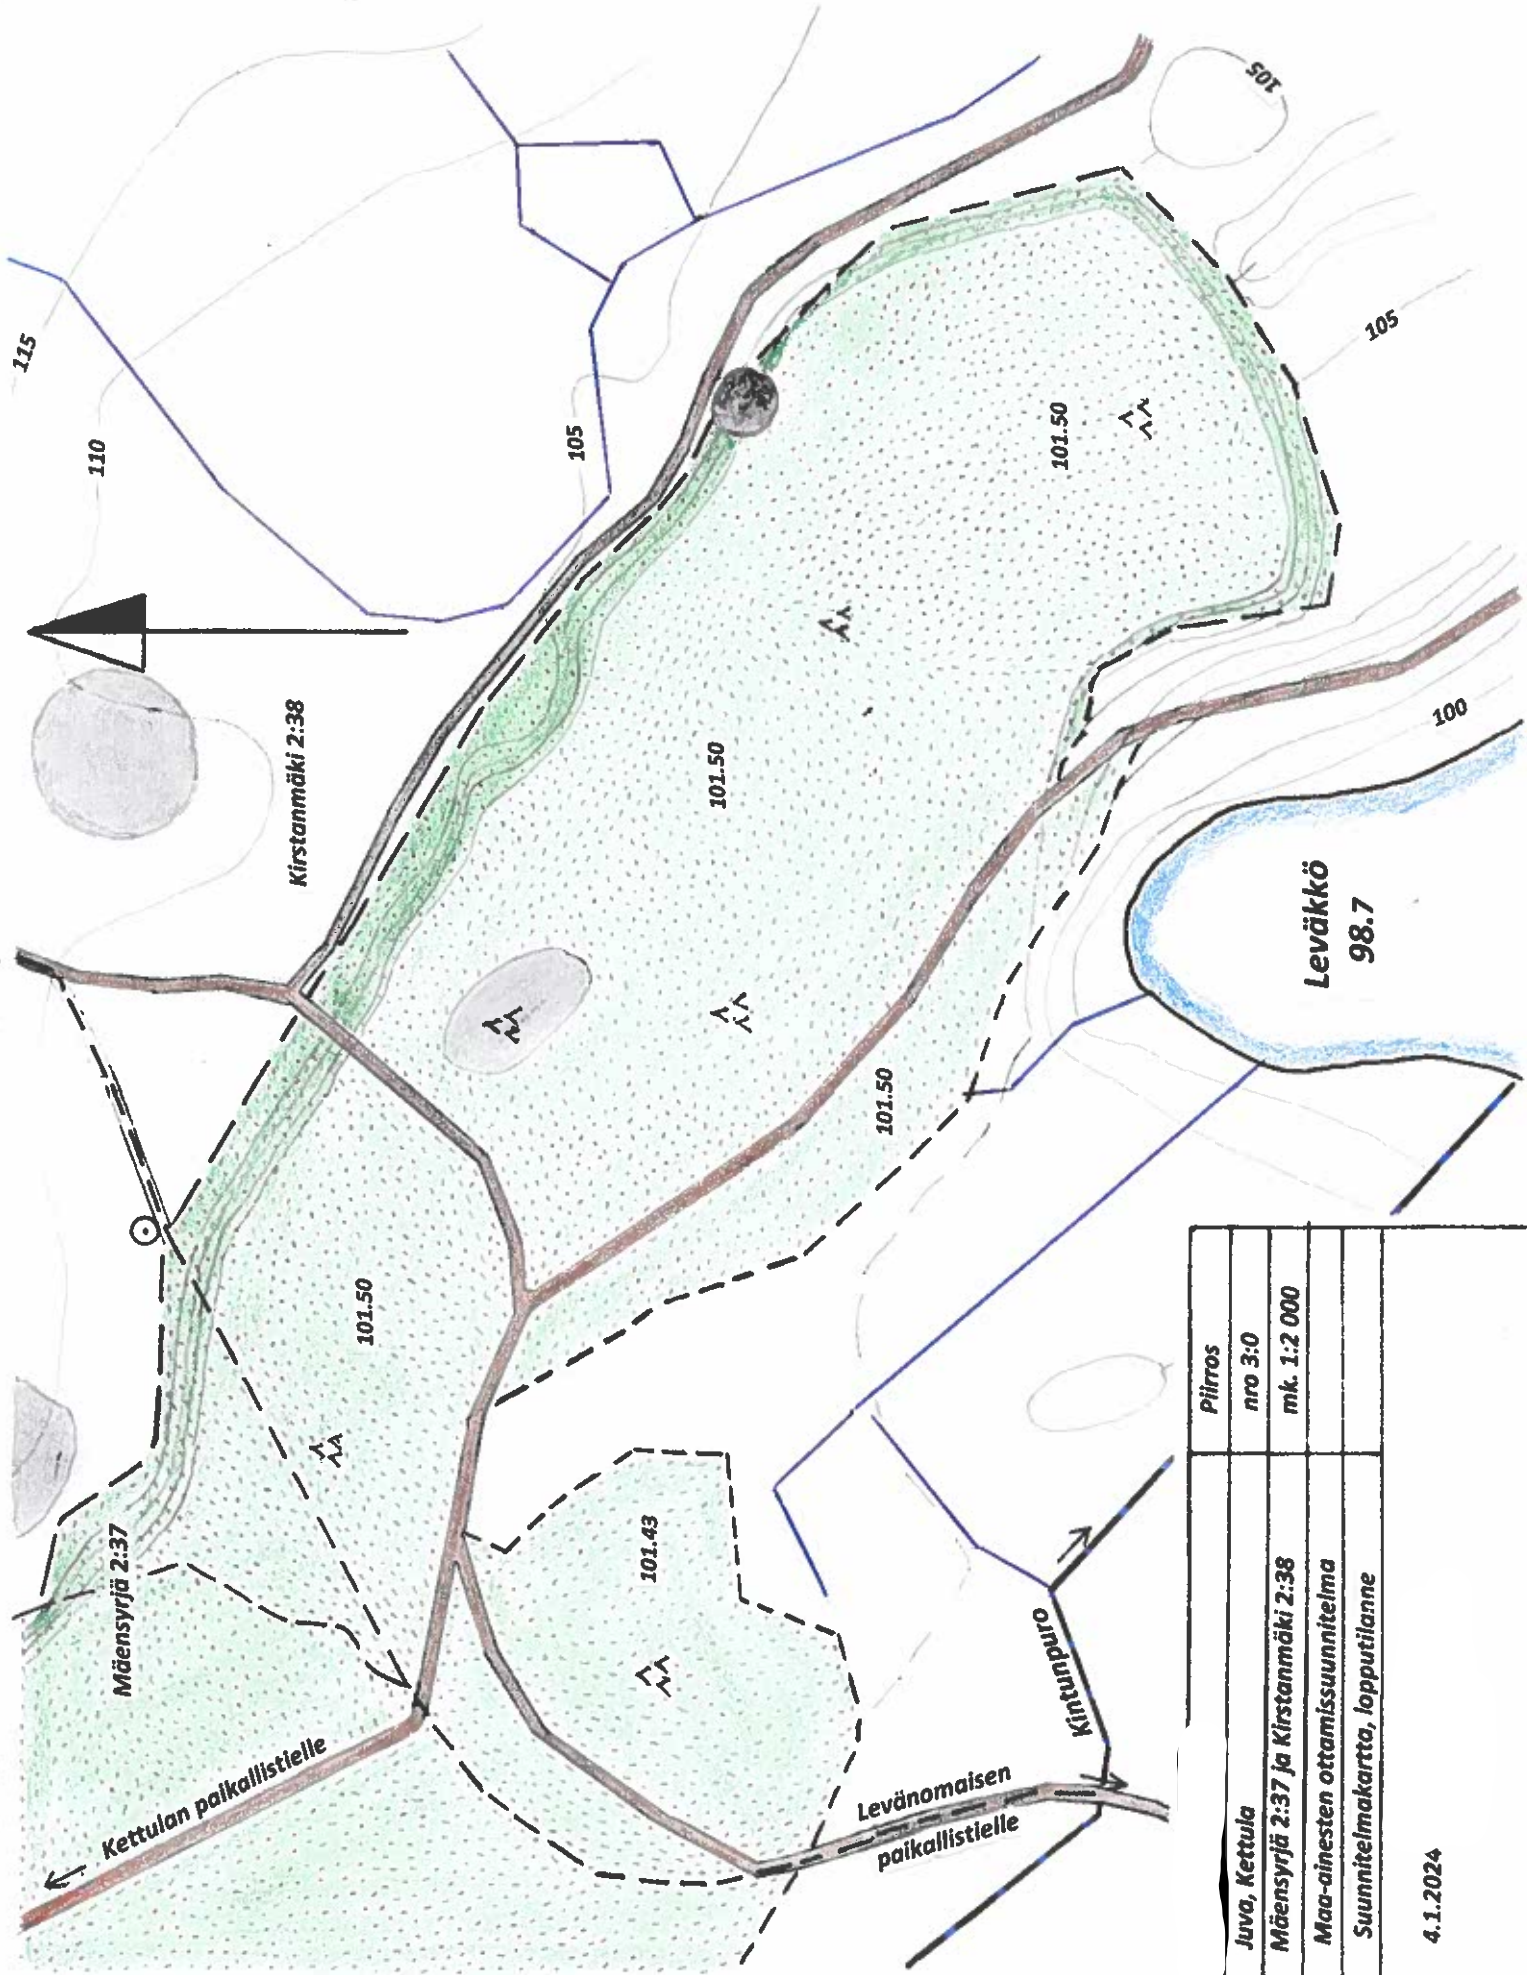 115
110
105
105
105
Kirstanmäki 2:38
101.50
101.50
101.50
101.50
101.43
100
Leväkkö
98.7
Mäensyrjä 2:37
Kettulan paikallistielle
Levänomaisen
paikallistielle
Kintunpuro
Juva, Kettula
Piirros
Mäensyrjä 2:37 ja Kirstanmäki 2:38
nro 3:0
Maa-ainesten ottamissuunnitelma
mk. 1:2 000
Suunnitelmakartta, lopputilanne
4.1.2024